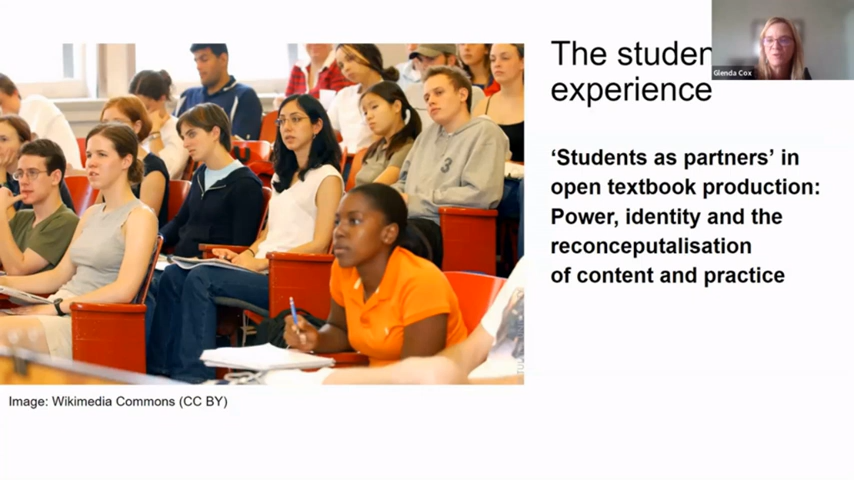 The studen
experience
Glenda Cox
‘Students as partners’ in
open textbook production:
Power, identity and the
reconceputalisation
of content and practice
Image: Wikimedia Commons (CC BY)